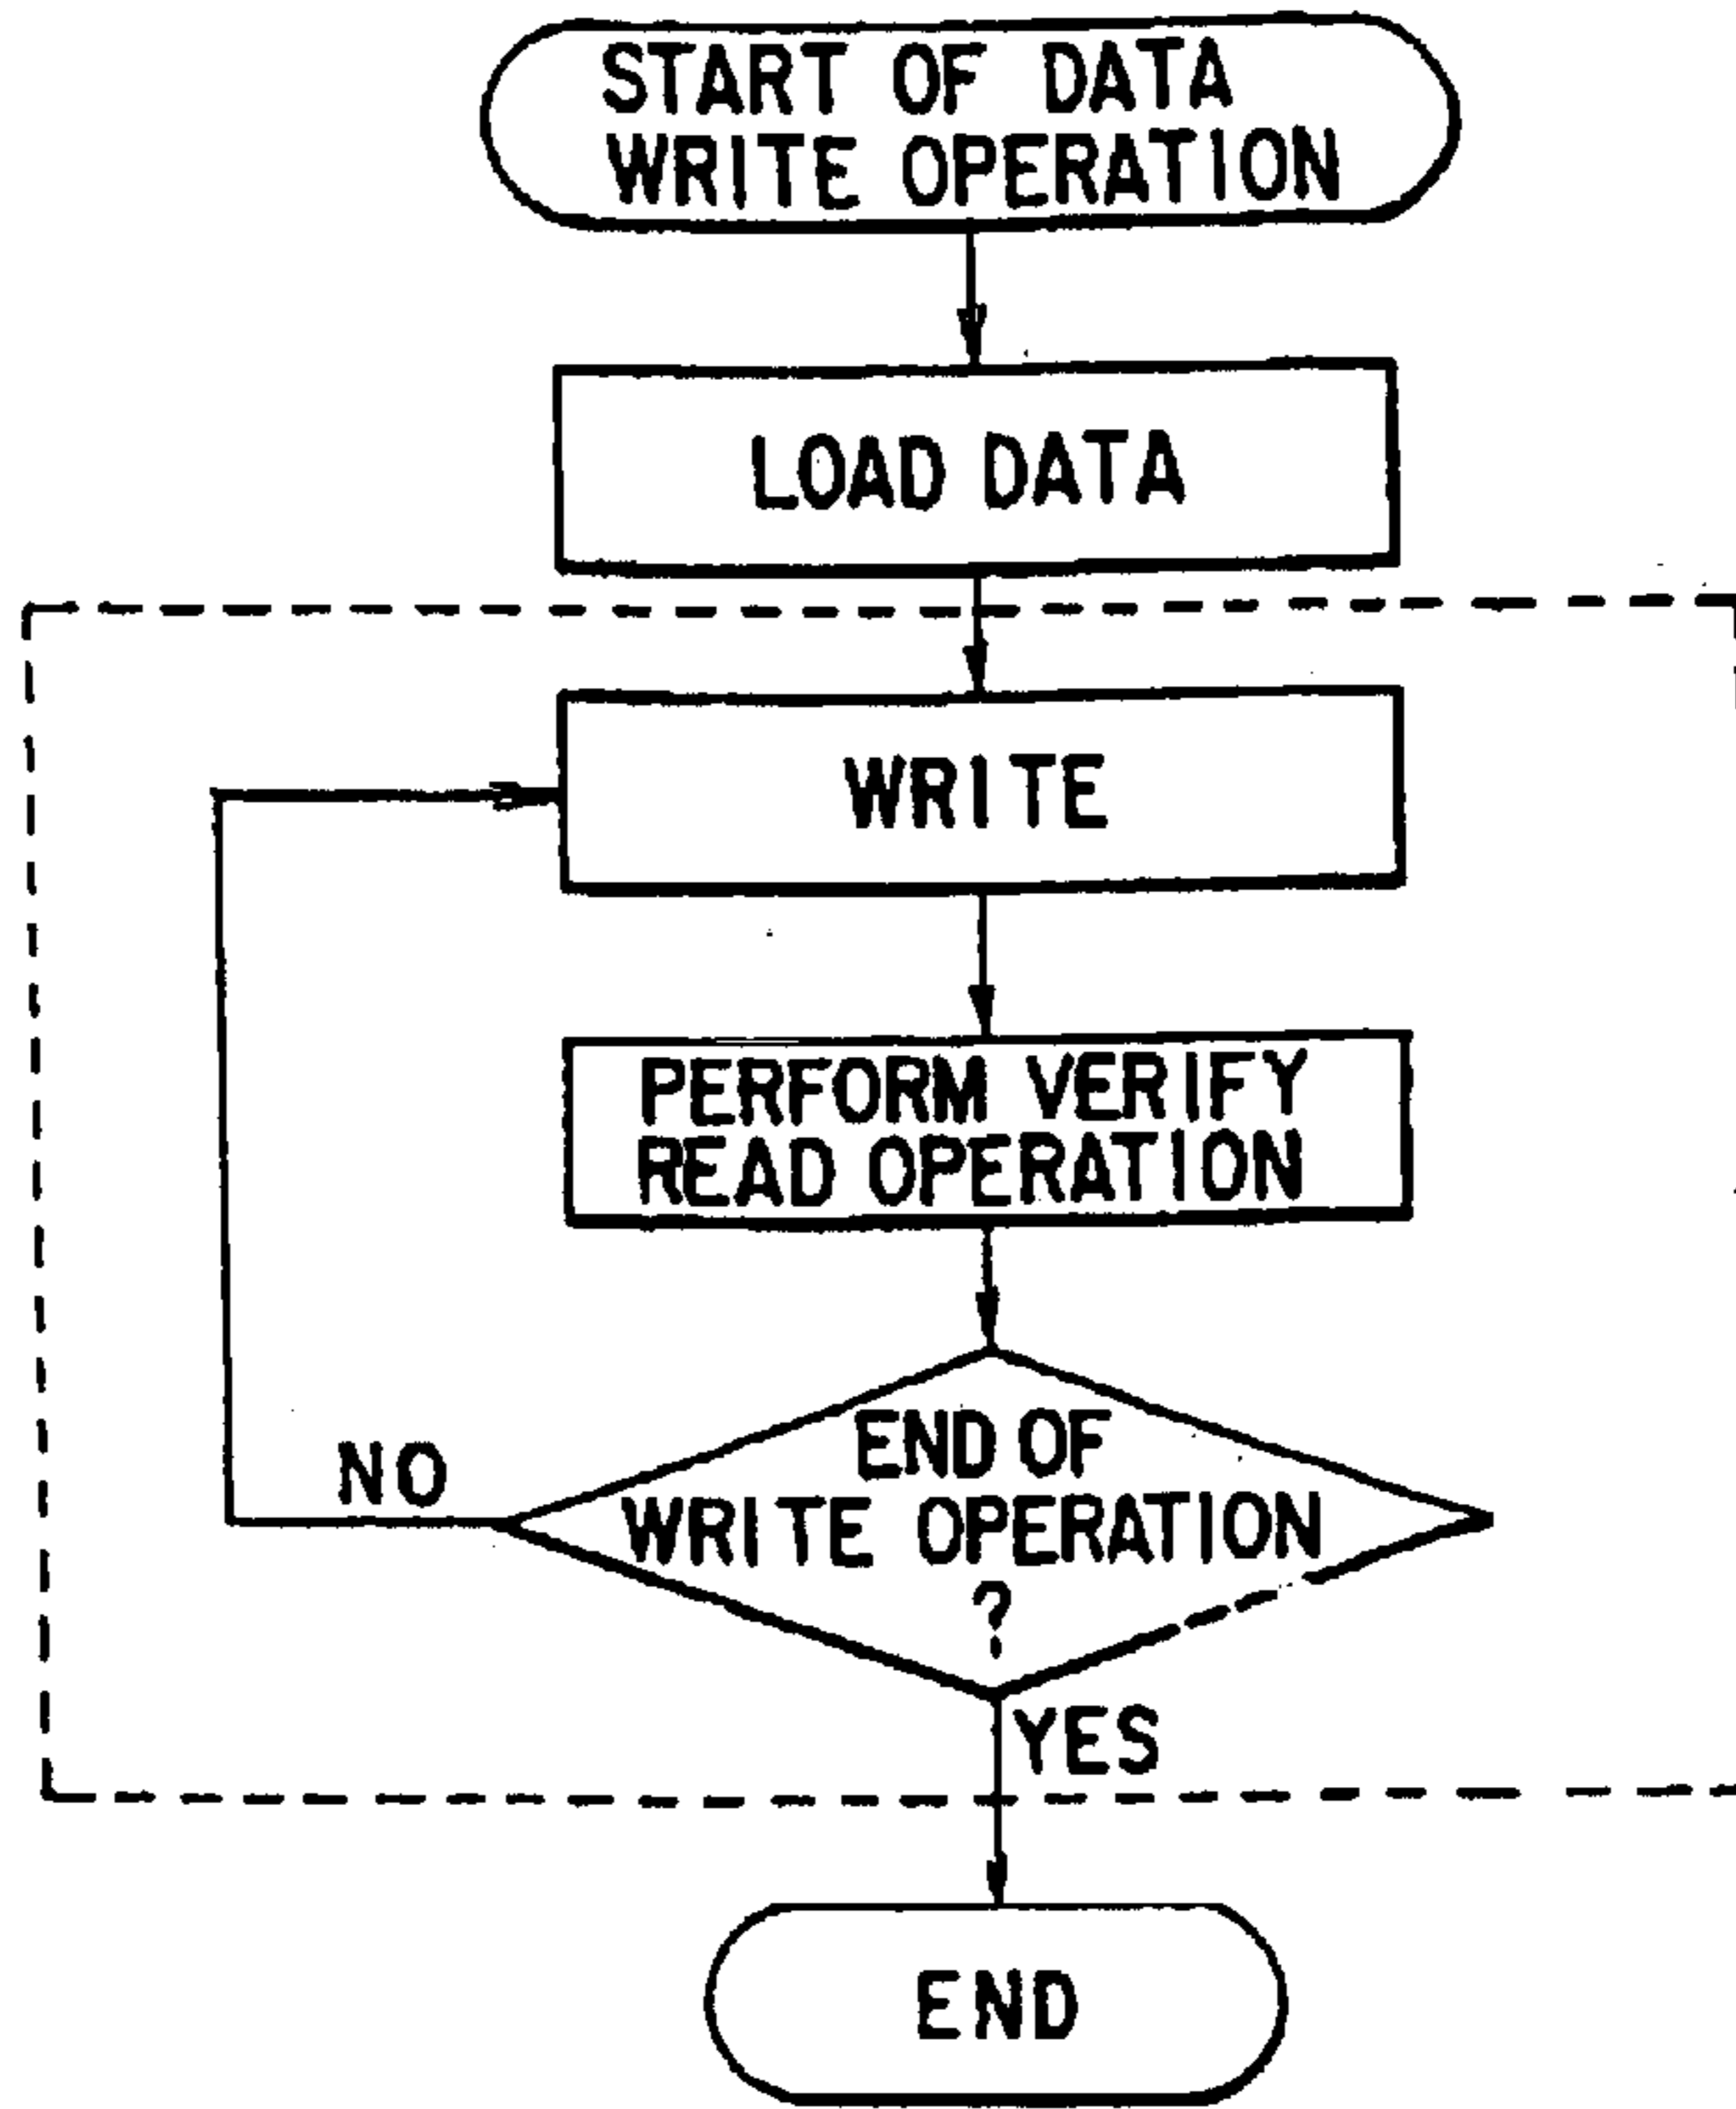 START OF DATA
WRITE OPERATION
LOAD DATA
WRITE
PERFORM VERIFY
READ OPERATION
END OF
WRITE OPERATION
?
NO
YES
END